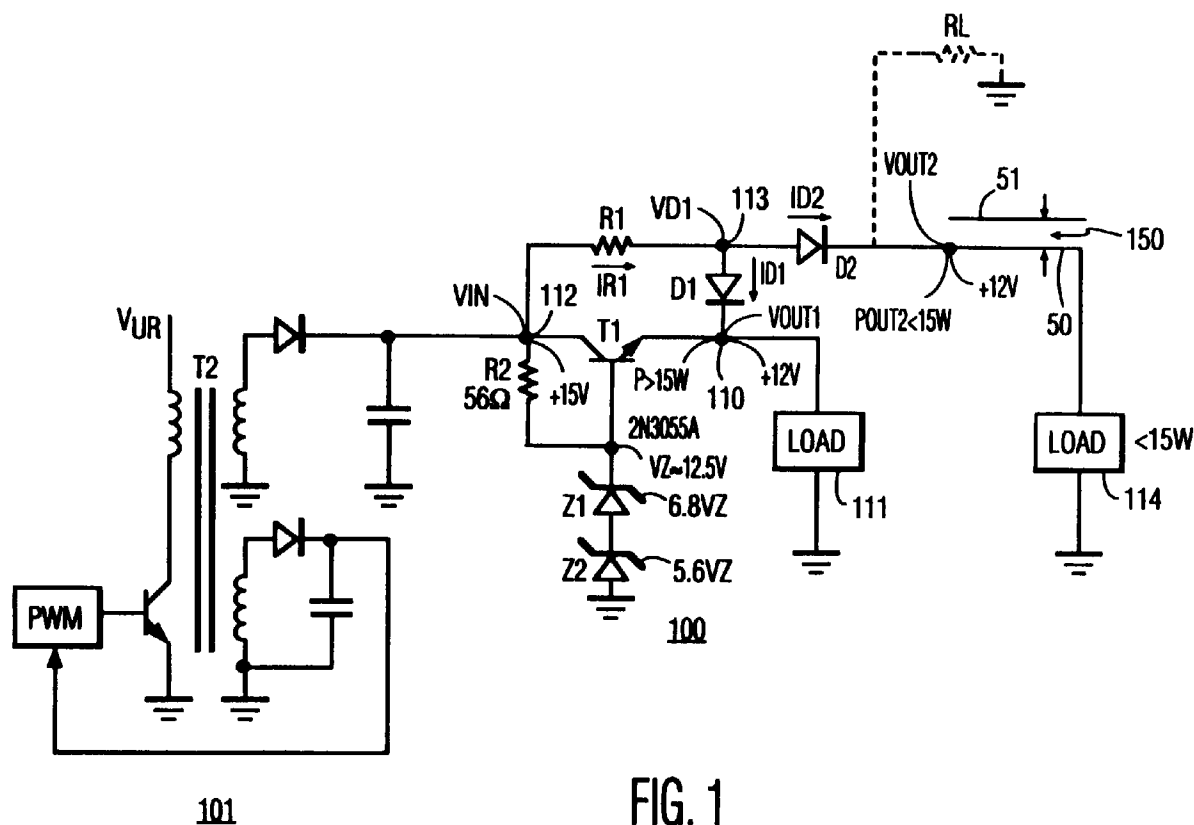 RL
VOUT2
51
ID2
VD1
113
R1
150
IR1
D1
ID1
D2
+12V
50
POUT2<15W
VIN
112
T1
VOUT1
VUR
T2
R2
56Ω
+15V
P>15W
110
+12V
2N3055A
LOAD
LOAD
<15W
VZ~12.5V
111
114
Z1
6.8VZ
Z2
5.6VZ
PWM
100
101
FIG. 1